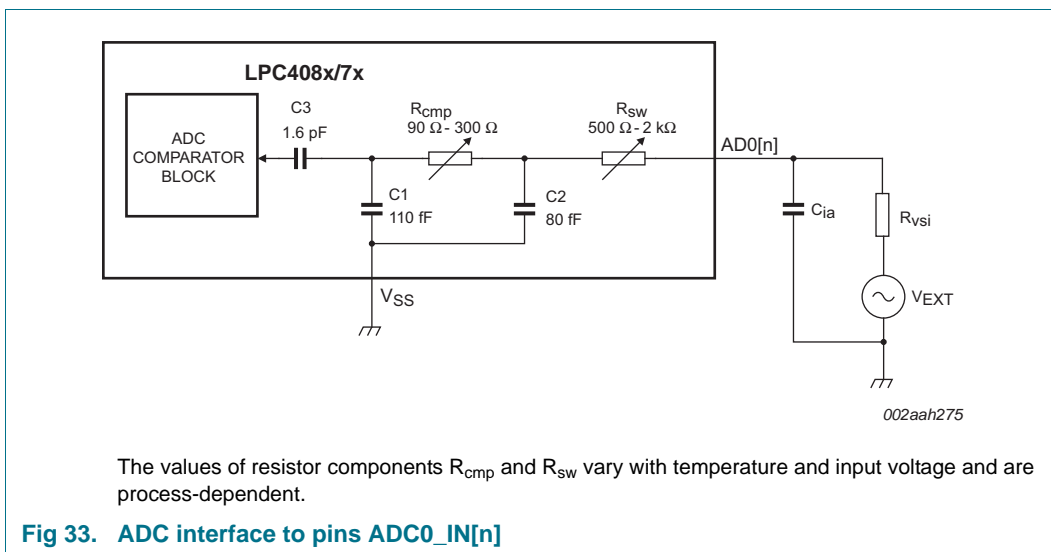 LPC408x/7x
ADC
COMPARATOR
BLOCK
C3
1.6 pF
Rcmp
90 Ω - 300 Ω
Rsw
500 Ω - 2 kΩ
AD0[n]
C1
110 fF
C2
80 fF
Cia
Rvsi
VEXT
VSS
002aah275
The values of resistor components Rcmp and Rsw vary with temperature and input voltage and are
process-dependent.
Fig 33. ADC interface to pins ADC0_IN[n]